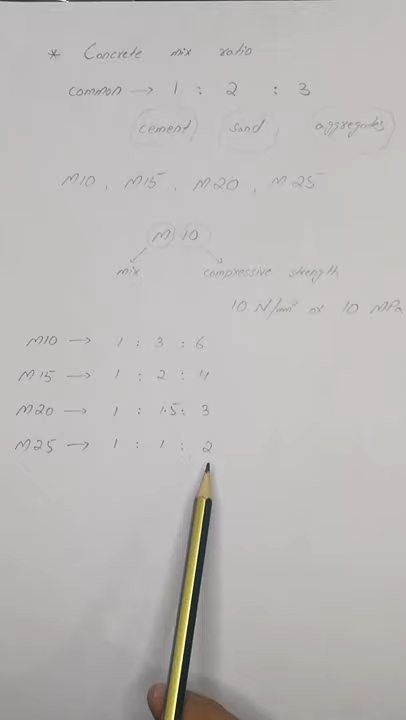 * Concrete mix ratio
common → 1 : 2 : 3
cement sand aggregates
M10, M15, M20, M25
M 10
mix compressive strength
10 N/mm² or 10 MPa
M10 → 1 : 3 : 6
M15 → 1 : 2 : 4
M20 → 1 : 1.5 : 3
M25 → 1 : 1 : 2